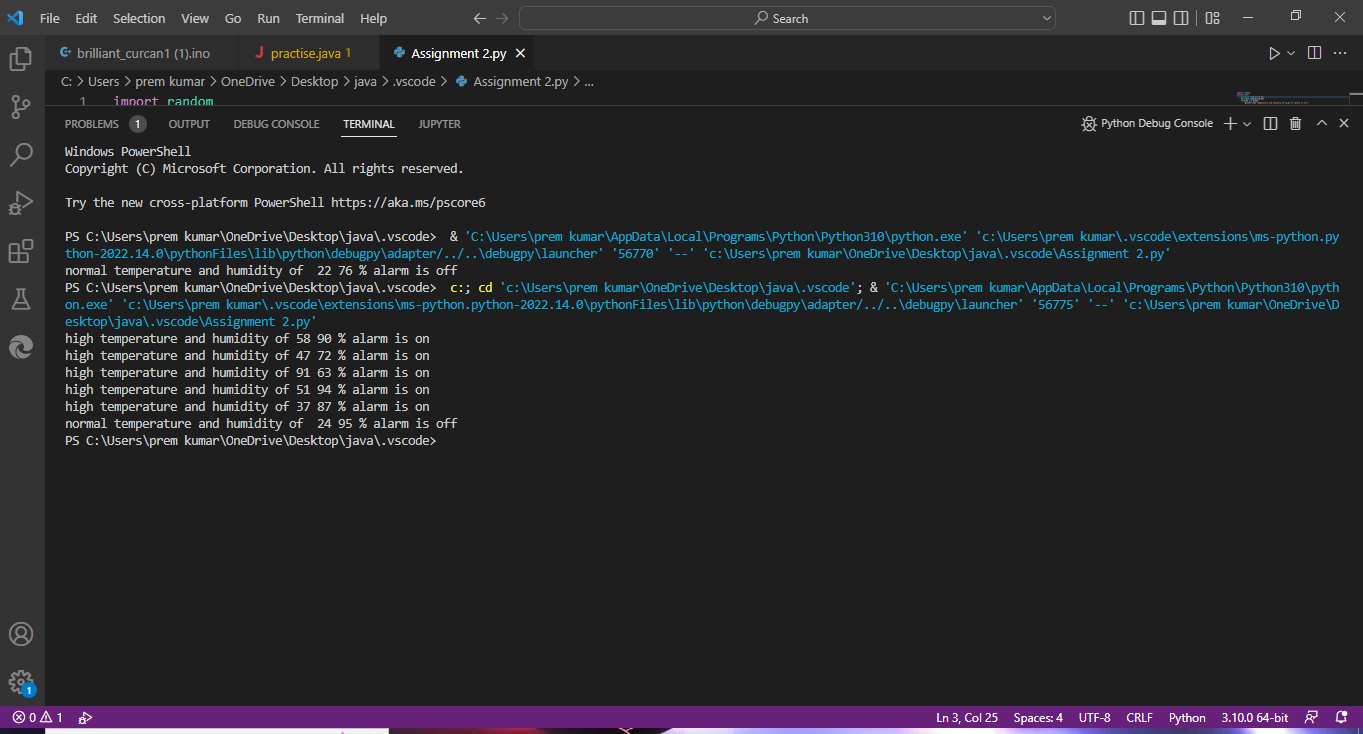 File Edit Selection View Go Run Terminal Help Search
brilliant_curcan1 (1).ino practise.java 1 Assignment 2.py
C: > Users > prem kumar > OneDrive > Desktop > java > .vscode > Assignment 2.py > ...
1 import random
PROBLEMS 1 OUTPUT DEBUG CONSOLE TERMINAL JUPYTER Python Debug Console
Windows PowerShell
Copyright (C) Microsoft Corporation. All rights reserved.
Try the new cross-platform PowerShell https://aka.ms/pscore6
PS C:\Users\prem kumar\OneDrive\Desktop\java\.vscode>  & 'C:\Users\prem kumar\AppData\Local\Programs\Python\Python310\python.exe' 'c:\Users\prem kumar\.vscode\extensions\ms-python.py
thon-2022.14.0\pythonFiles\lib\python\debugpy\adapter/../..\debugpy\launcher' '56770' '--' 'c:\Users\prem kumar\OneDrive\Desktop\java\.vscode\Assignment 2.py'
normal temperature and humidity of  22 76 % alarm is off
PS C:\Users\prem kumar\OneDrive\Desktop\java\.vscode>  c:; cd 'c:\Users\prem kumar\OneDrive\Desktop\java\.vscode'; & 'C:\Users\prem kumar\AppData\Local\Programs\Python\Python310\pyth
on.exe' 'c:\Users\prem kumar\.vscode\extensions\ms-python.python-2022.14.0\pythonFiles\lib\python\debugpy\adapter/../..\debugpy\launcher' '56775' '--' 'c:\Users\prem kumar\OneDrive\D
esktop\java\.vscode\Assignment 2.py'
high temperature and humidity of 58 90 % alarm is on
high temperature and humidity of 47 72 % alarm is on
high temperature and humidity of 91 63 % alarm is on
high temperature and humidity of 51 94 % alarm is on
high temperature and humidity of 37 87 % alarm is on
normal temperature and humidity of  24 95 % alarm is off
PS C:\Users\prem kumar\OneDrive\Desktop\java\.vscode>
1
0 1 Ln 3, Col 25 Spaces: 4 UTF-8 CRLF Python 3.10.0 64-bit